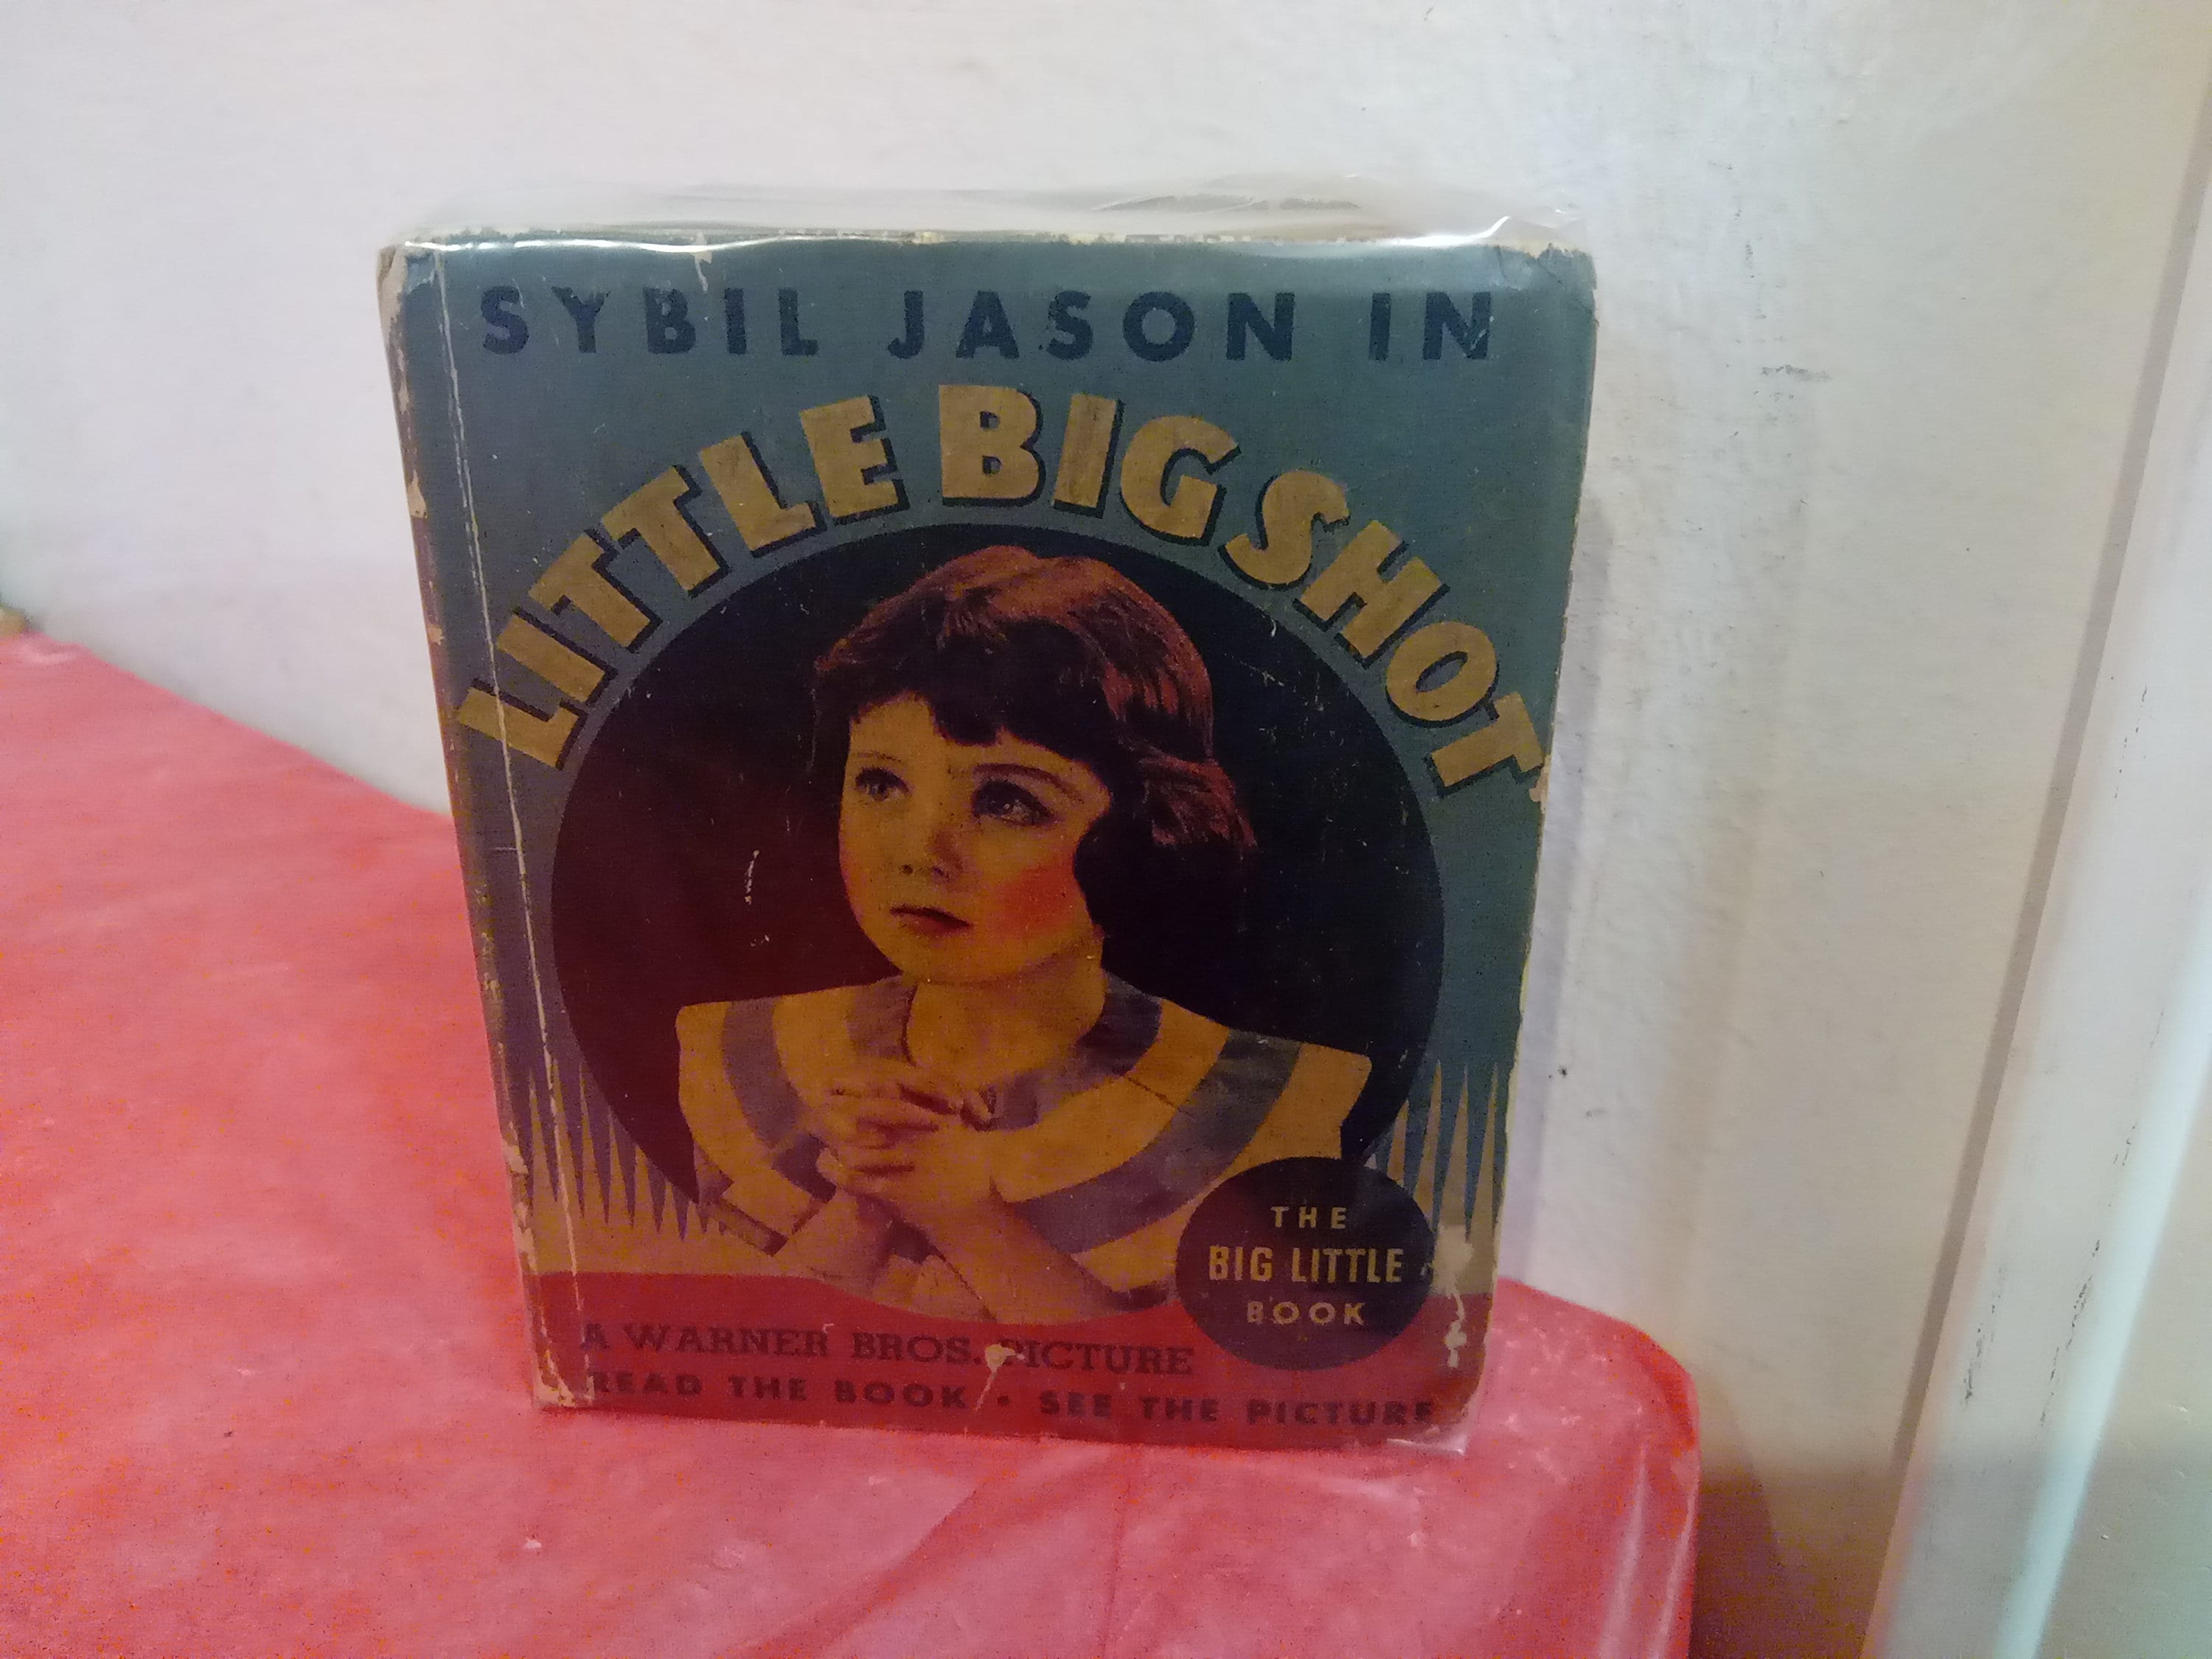 SYBIL JASON IN
LITTLE BIG SHOT
THE
BIG LITTLE
BOOK
A WARNER BROS. PICTURE
READ THE BOOK • SEE THE PICTURE